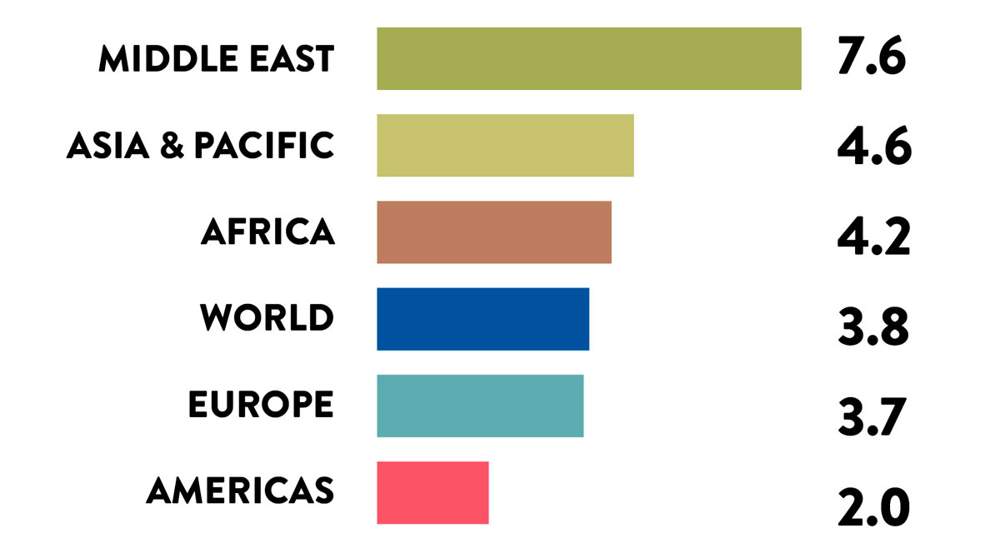 MIDDLE EAST 7.6
ASIA & PACIFIC 4.6
AFRICA 4.2
WORLD 3.8
EUROPE 3.7
AMERICAS 2.0